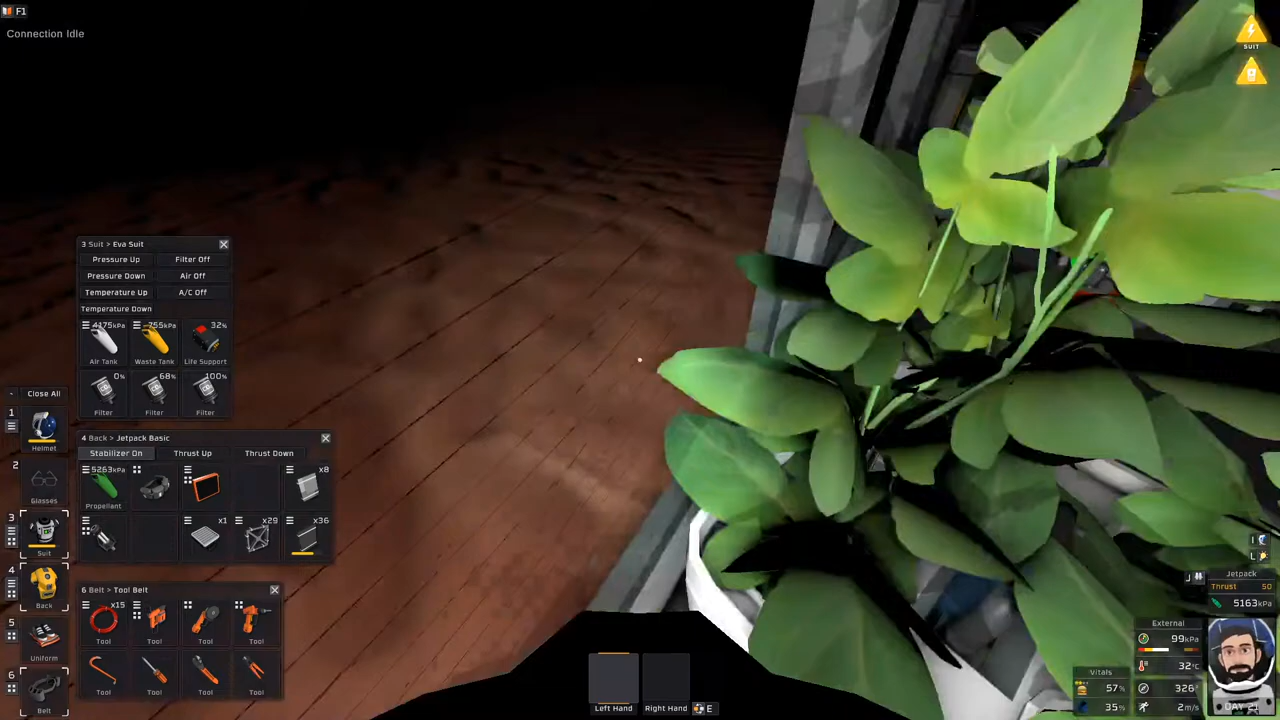 F1
Connection Idle
SUIT
3 Suit > Eva Suit
Pressure Up Filter Off
Pressure Down Air Off
Temperature Up A/C Off
Temperature Down
4175kPa 755kPa 32%
Air Tank Waste Tank Life Support
0% 68% 100%
Filter Filter Filter
- Close All
1
Helmet
2
Glasses
3
Suit
4
Back
5
Uniform
6
Belt
4 Back > Jetpack Basic
Stabilizer On Thrust Up Thrust Down
5263kPa x8
Propellant
x1 x29 x36
6 Belt > Tool Belt
x15
Tool Tool Tool Tool
Tool Tool Tool Tool
Left Hand Right Hand E
I
L
J Jetpack
Thrust 50
5163kPa
External
99kPa
32°C
326°
2m/s
Vitals
57%
35%
DAY 21